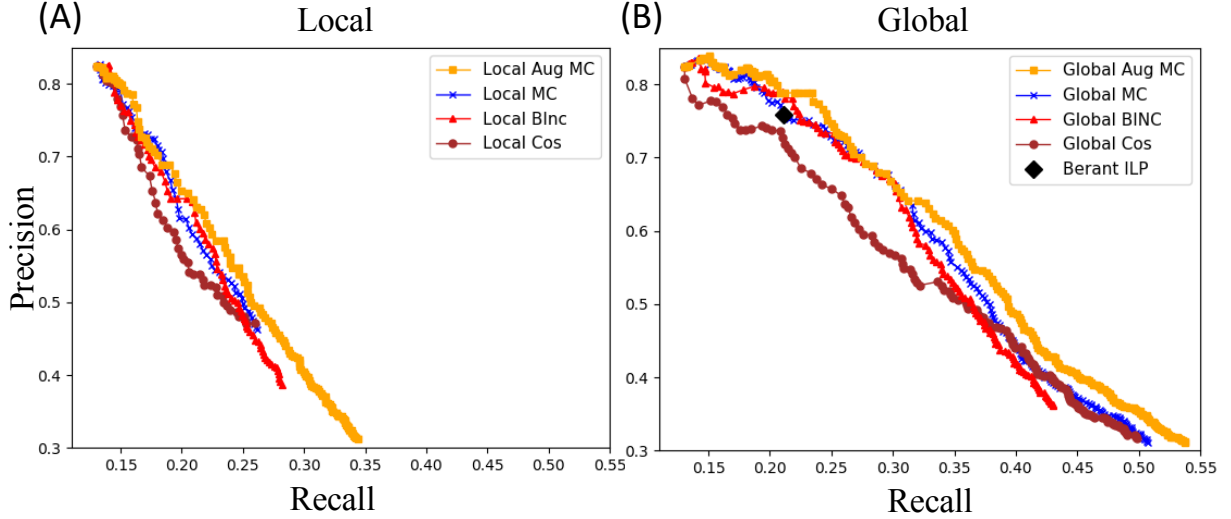 (A)
Local
Precision
0.8
0.7
0.6
0.5
0.4
0.3
Local Aug MC
Local MC
Local BInc
Local Cos
0.15 0.20 0.25 0.30 0.35 0.40 0.45 0.50 0.55
Recall
(B)
Global
0.8
0.7
0.6
0.5
0.4
0.3
Global Aug MC
Global MC
Global BINC
Global Cos
Berant ILP
0.15 0.20 0.25 0.30 0.35 0.40 0.45 0.50 0.55
Recall